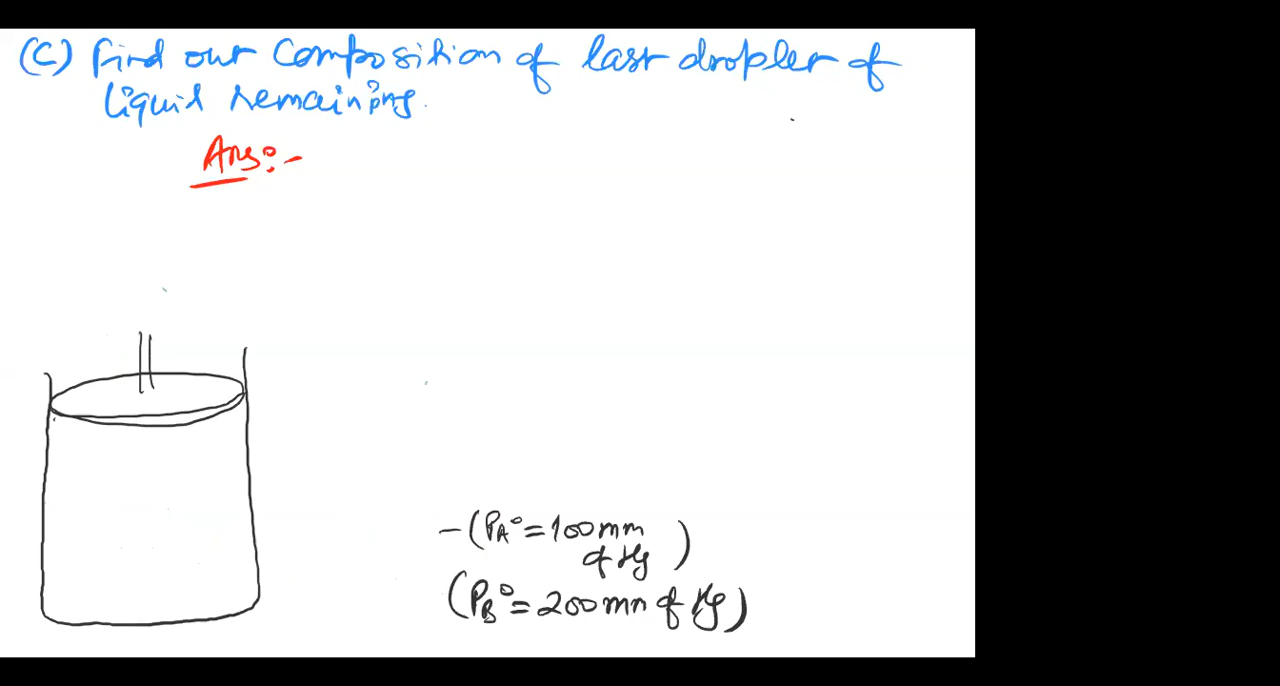 (C) Find out Composition of last droplet of
liquid remaining.
Ans:-
-(PA° = 100 mm
of Hg)
(PB° = 200 mm of Hg)